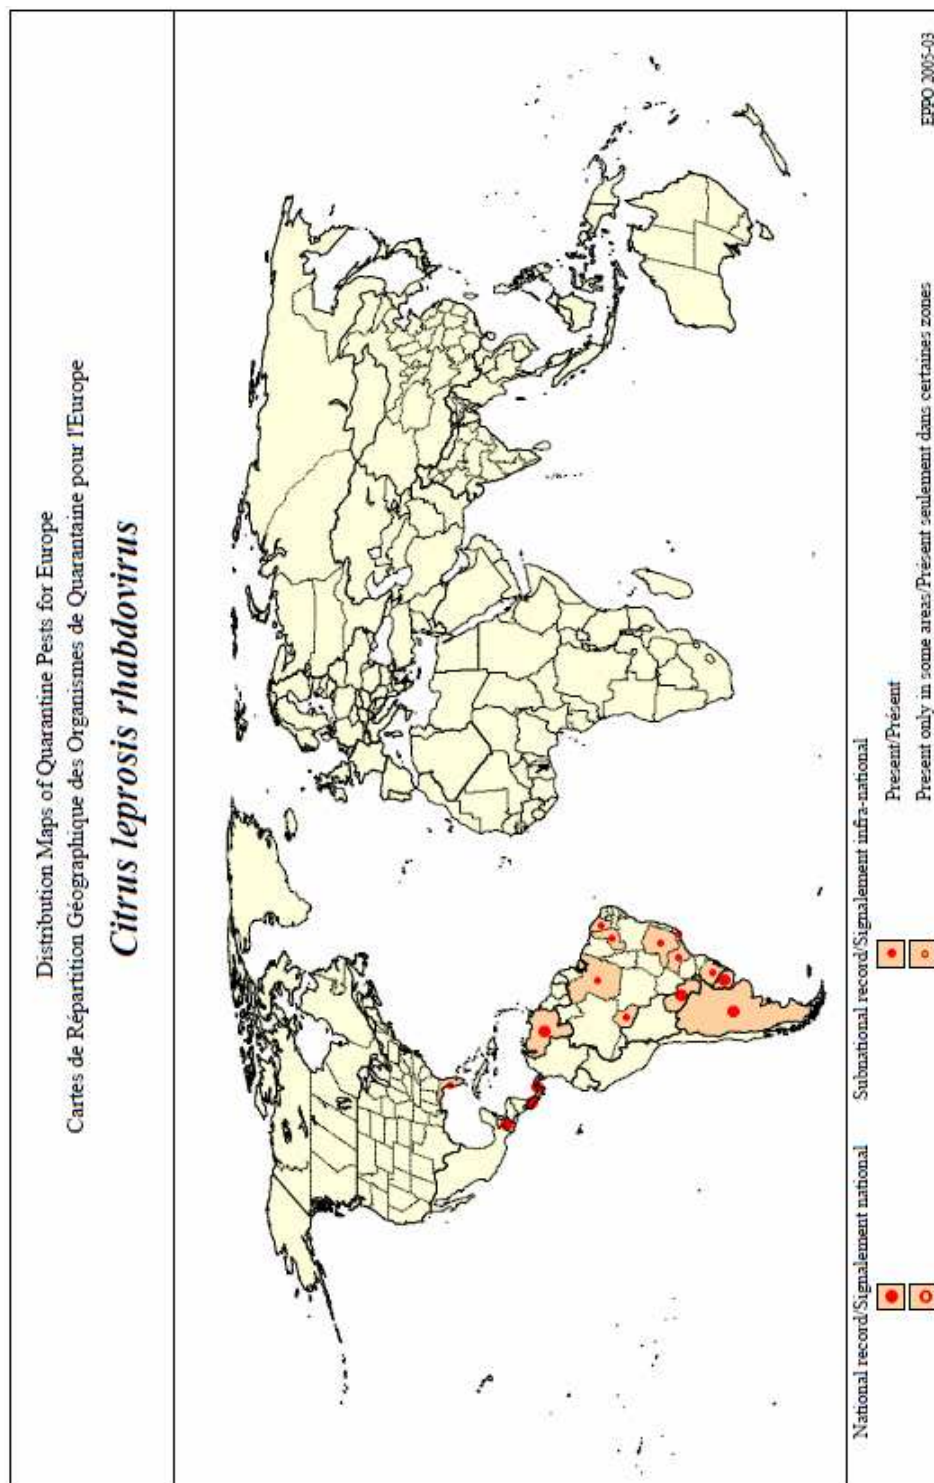 Distribution Maps of Quarantine Pests for Europe
Cartes de Répartition Géographique des Organismes de Quarantaine pour l'Europe
Citrus leprosis rhabdovirus
National record/Signalement national
Subnational record/Signalement infra-national
Present/Présent
Present only in some areas/Présent seulement dans certaines zones
EPPO 2005-03